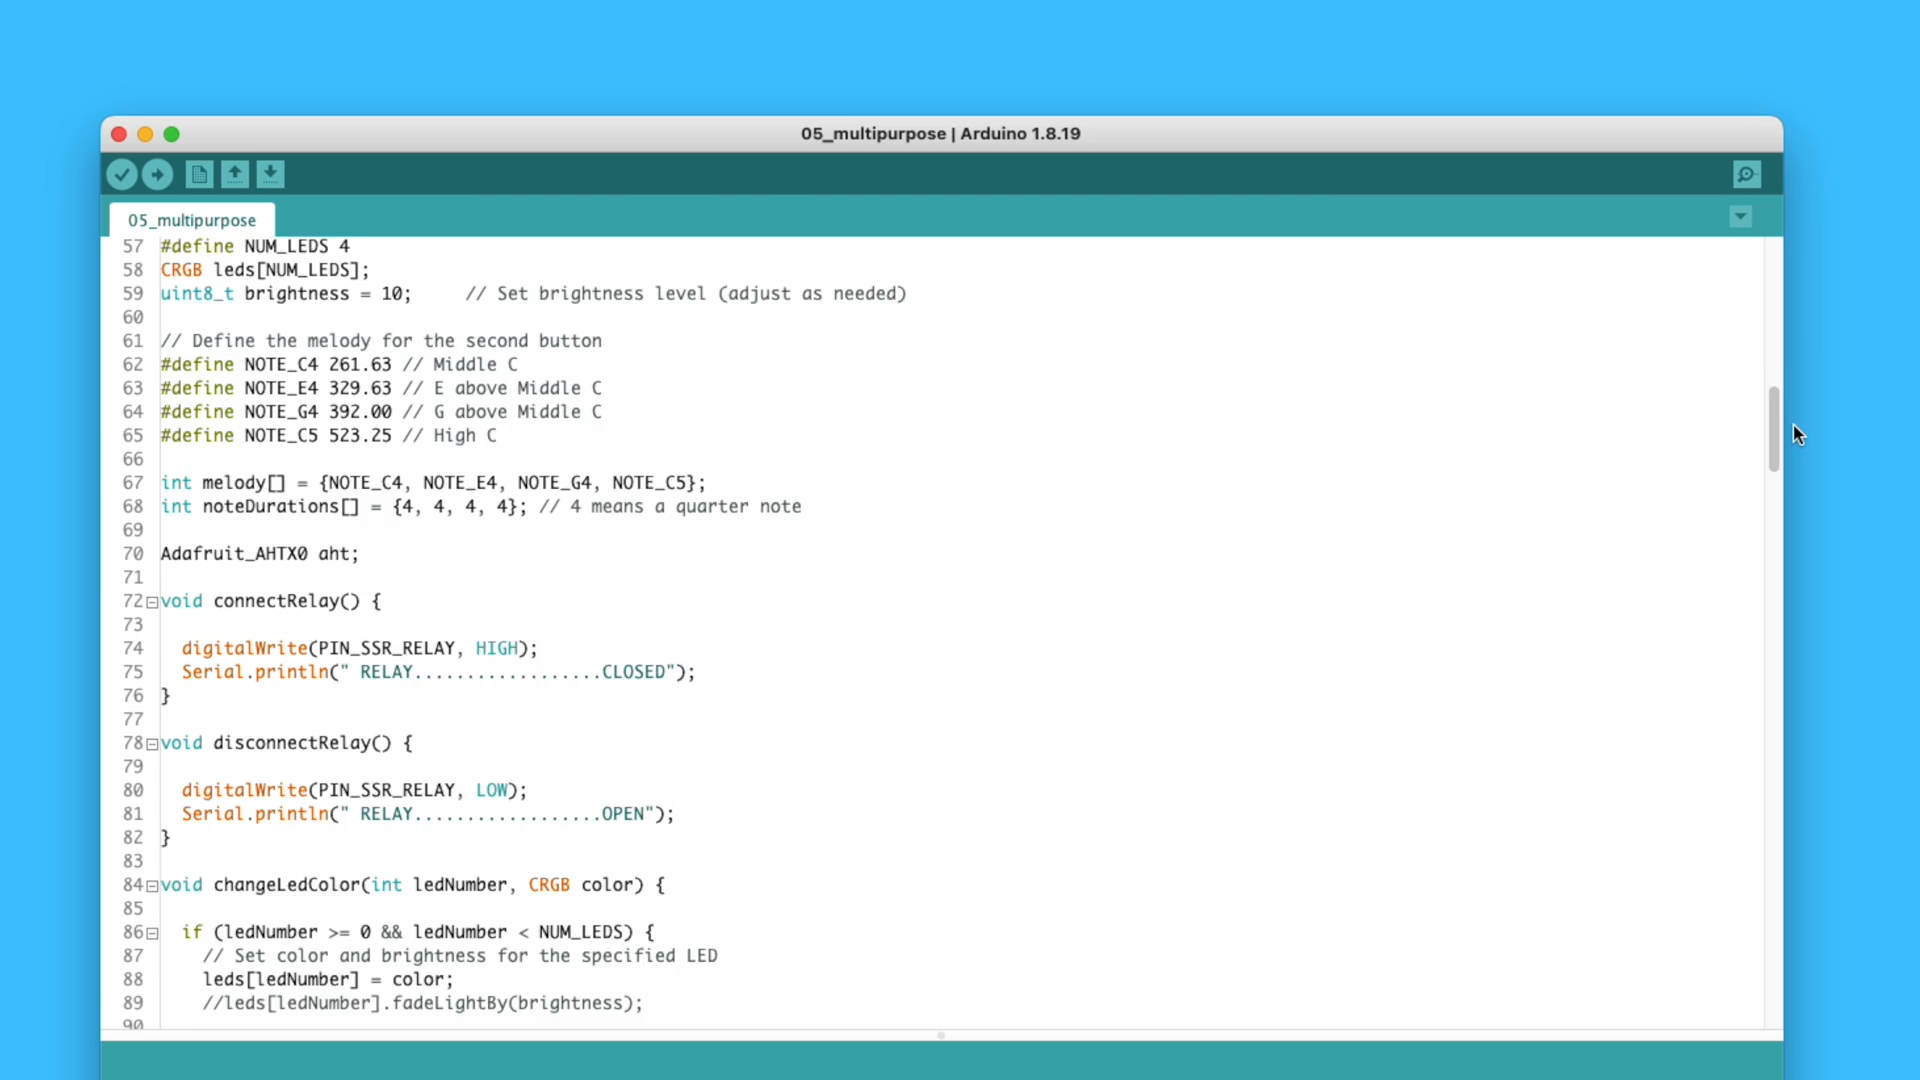 05_multipurpose | Arduino 1.8.19
05_multipurpose
57 #define NUM_LEDS 4
58 CRGB leds[NUM_LEDS];
59 uint8_t brightness = 10;     // Set brightness level (adjust as needed)
60
61 // Define the melody for the second button
62 #define NOTE_C4 261.63 // Middle C
63 #define NOTE_E4 329.63 // E above Middle C
64 #define NOTE_G4 392.00 // G above Middle C
65 #define NOTE_C5 523.25 // High C
66
67 int melody[] = {NOTE_C4, NOTE_E4, NOTE_G4, NOTE_C5};
68 int noteDurations[] = {4, 4, 4, 4}; // 4 means a quarter note
69
70 Adafruit_AHTX0 aht;
71
72 void connectRelay() {
73
74   digitalWrite(PIN_SSR_RELAY, HIGH);
75   Serial.println(" RELAY..................CLOSED");
76 }
77
78 void disconnectRelay() {
79
80   digitalWrite(PIN_SSR_RELAY, LOW);
81   Serial.println(" RELAY..................OPEN");
82 }
83
84 void changeLedColor(int ledNumber, CRGB color) {
85
86   if (ledNumber >= 0 && ledNumber < NUM_LEDS) {
87     // Set color and brightness for the specified LED
88     leds[ledNumber] = color;
89     //leds[ledNumber].fadeLightBy(brightness);
90